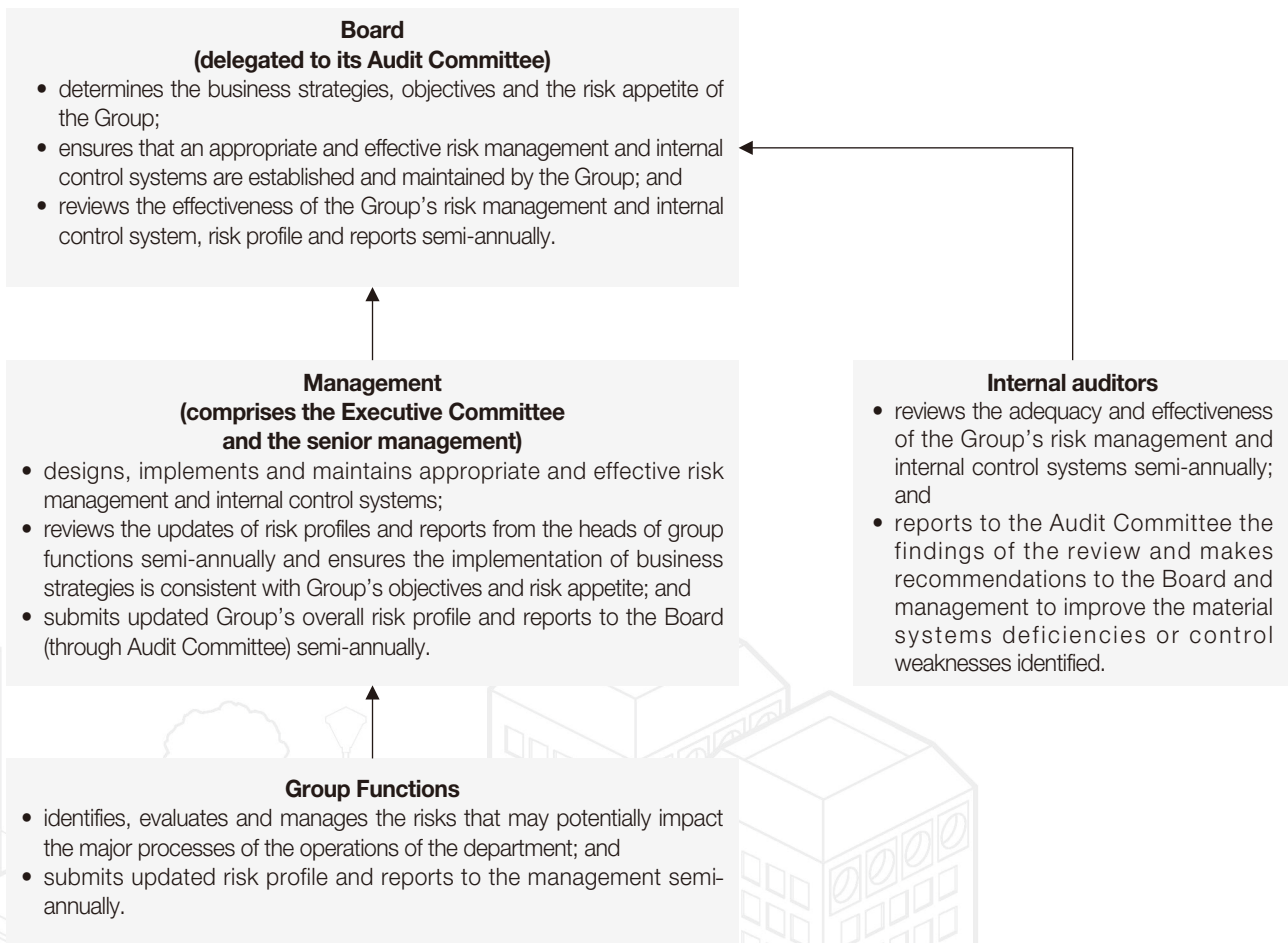 Board
(delegated to its Audit Committee)
• determines the business strategies, objectives and the risk appetite of
the Group;
• ensures that an appropriate and effective risk management and internal
control systems are established and maintained by the Group; and
• reviews the effectiveness of the Group's risk management and internal
control system, risk profile and reports semi-annually.
Management
(comprises the Executive Committee
and the senior management)
• designs, implements and maintains appropriate and effective risk
management and internal control systems;
• reviews the updates of risk profiles and reports from the heads of group
functions semi-annually and ensures the implementation of business
strategies is consistent with Group's objectives and risk appetite; and
• submits updated Group's overall risk profile and reports to the Board
(through Audit Committee) semi-annually.
Internal auditors
• reviews the adequacy and effectiveness
of the Group's risk management and
internal control systems semi-annually;
and
• reports to the Audit Committee the
findings of the review and makes
recommendations to the Board and
management to improve the material
systems deficiencies or control
weaknesses identified.
Group Functions
• identifies, evaluates and manages the risks that may potentially impact
the major processes of the operations of the department; and
• submits updated risk profile and reports to the management semi-
annually.